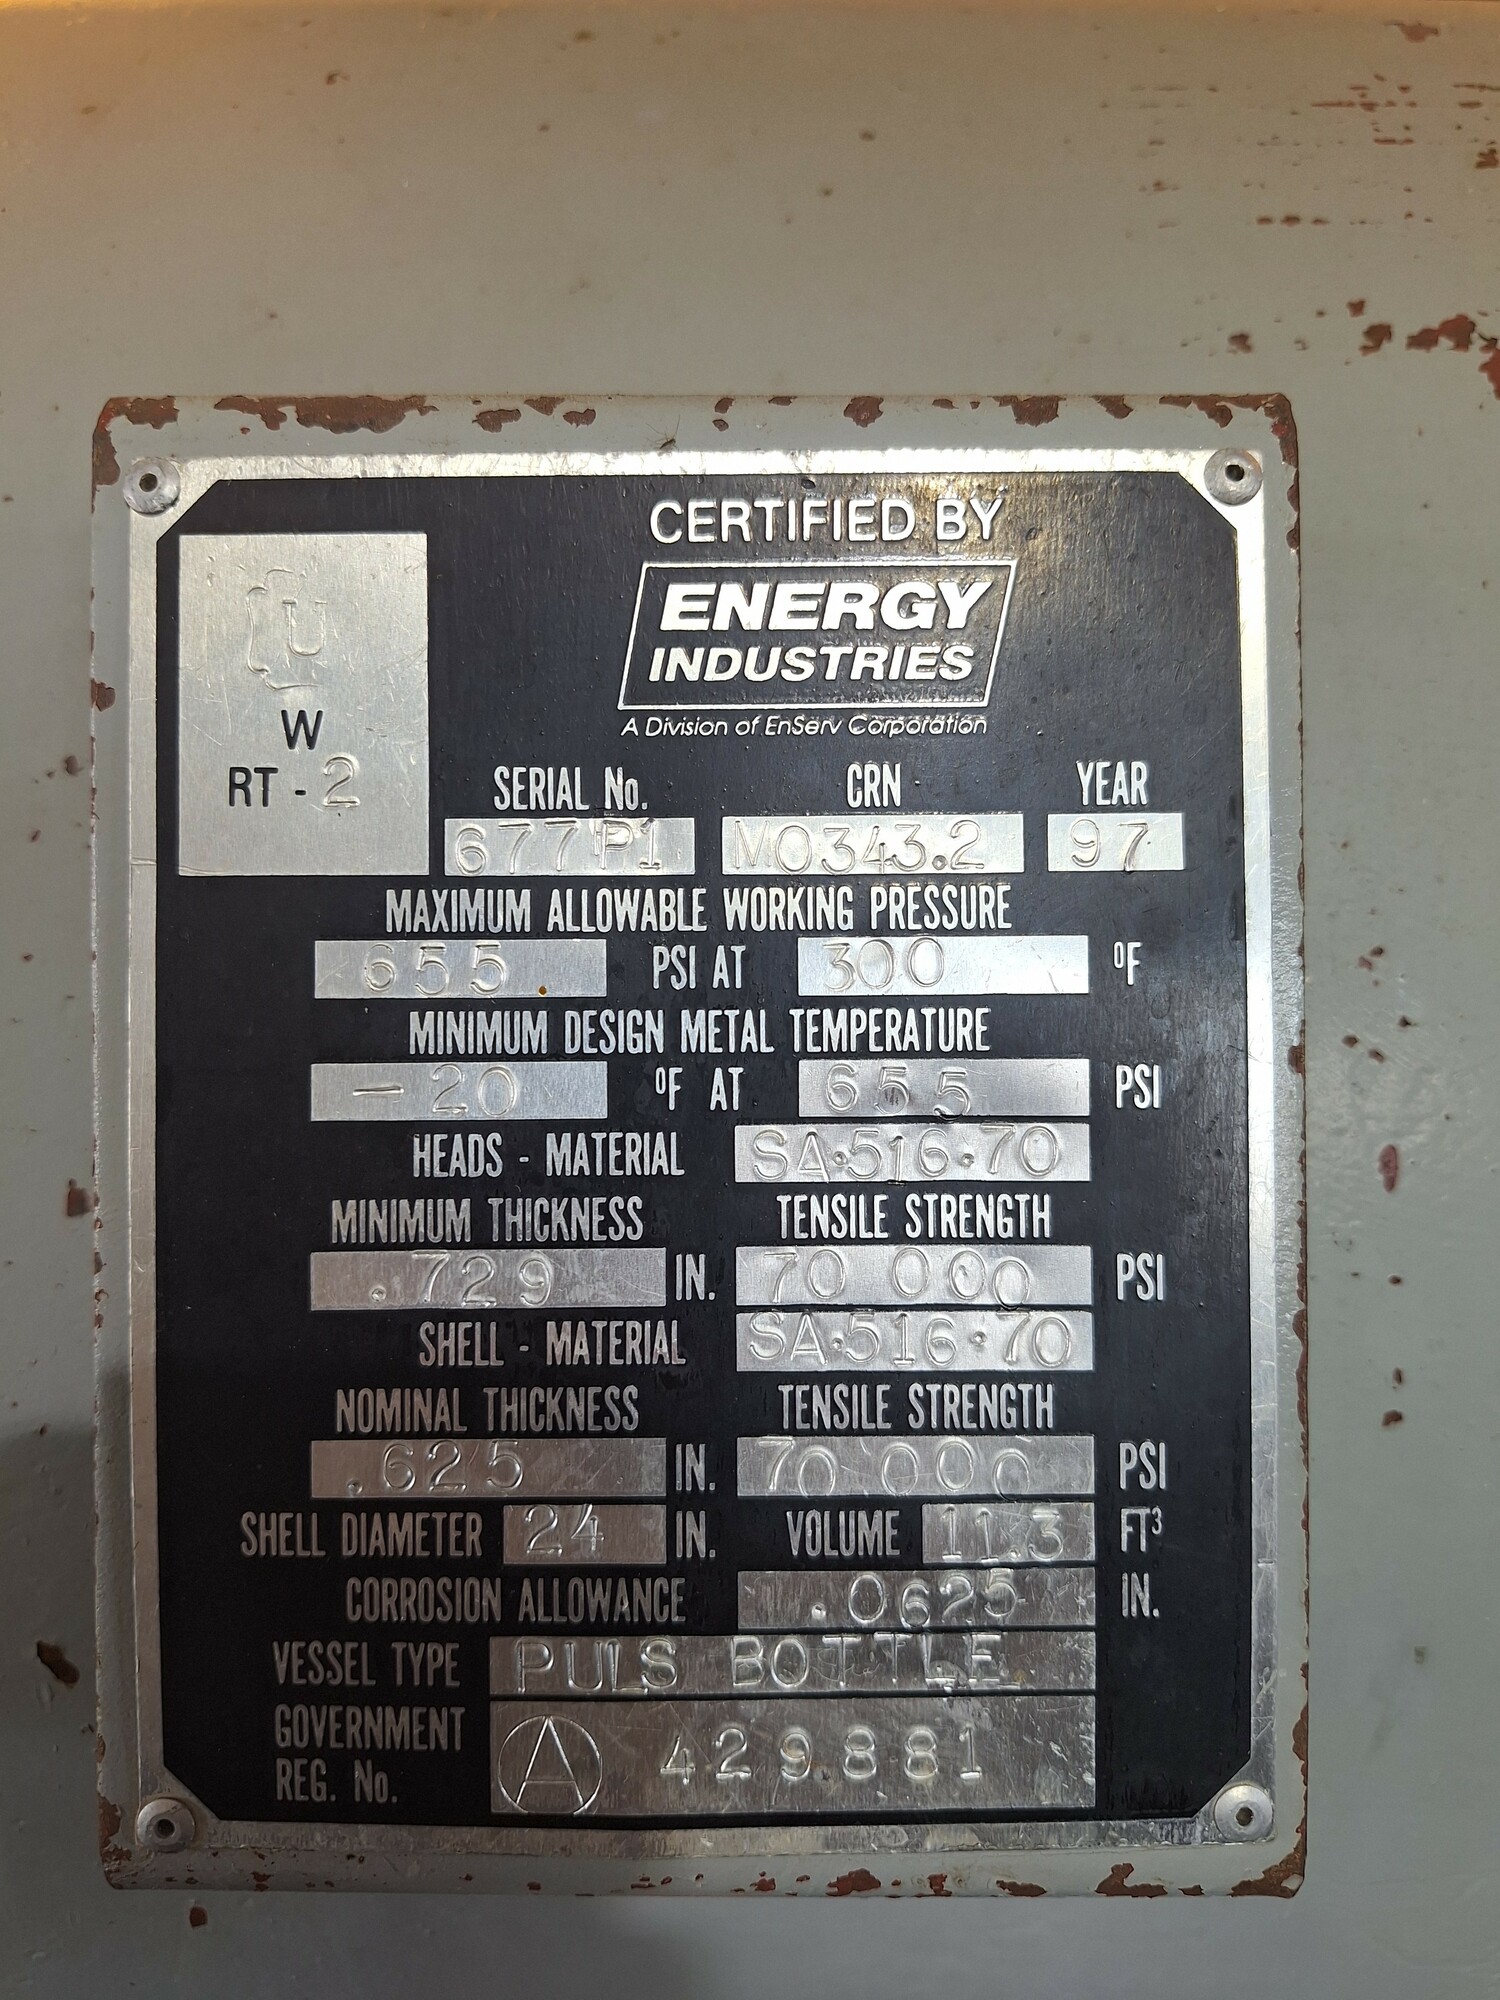 CERTIFIED BY
ENERGY
INDUSTRIES
A Division of EnServ Corporation
U
W
RT - 2
SERIAL No. CRN YEAR
677P1 M0343.2 97
MAXIMUM ALLOWABLE WORKING PRESSURE
655 PSI AT 300 ºF
MINIMUM DESIGN METAL TEMPERATURE
-20 ºF AT 655 PSI
HEADS - MATERIAL SA·516·70
MINIMUM THICKNESS TENSILE STRENGTH
.729 IN. 70 000 PSI
SHELL - MATERIAL SA·516·70
NOMINAL THICKNESS TENSILE STRENGTH
.625 IN. 70 000 PSI
SHELL DIAMETER 24 IN. VOLUME 11.3 FT³
CORROSION ALLOWANCE .0625 IN.
VESSEL TYPE PULS BOTTLE
GOVERNMENT
REG. No. A 429881